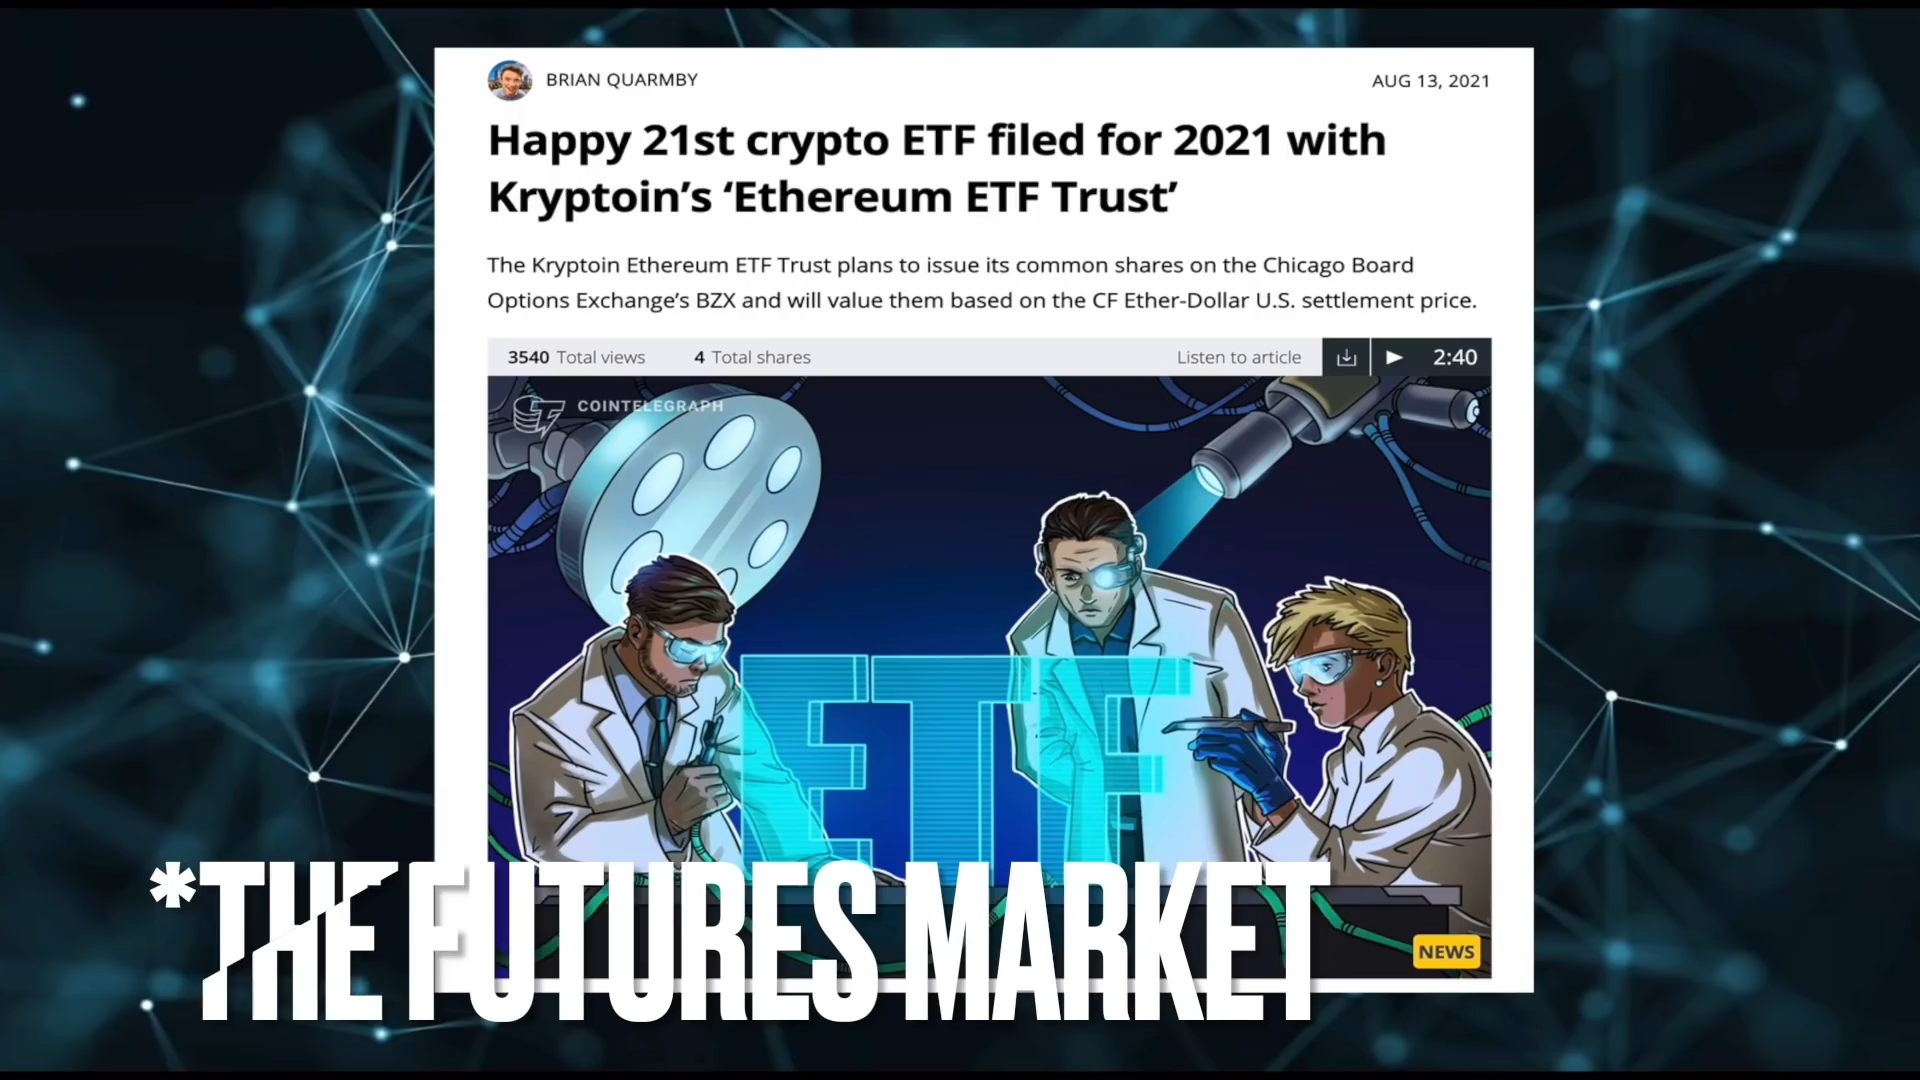 BRIAN QUARMBY
AUG 13, 2021
Happy 21st crypto ETF filed for 2021 with
Kryptoin’s ‘Ethereum ETF Trust’
The Kryptoin Ethereum ETF Trust plans to issue its common shares on the Chicago Board
Options Exchange’s BZX and will value them based on the CF Ether-Dollar U.S. settlement price.
3540 Total views 4 Total shares Listen to article 2:40
COINTELEGRAPH
ETF
*THE FUTURES MARKET
NEWS